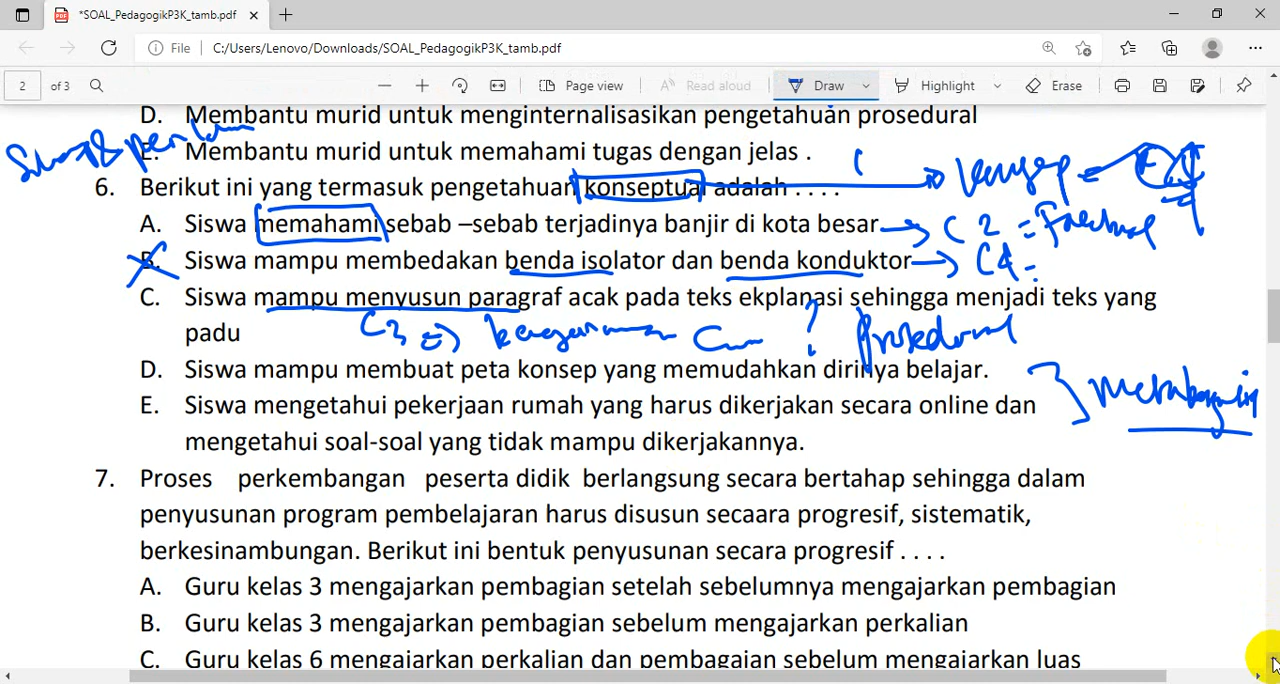 *SOAL_PedagogikP3K_tamb.pdf
File C:/Users/Lenovo/Downloads/SOAL_PedagogikP3K_tamb.pdf
2 of 3 Page view Read aloud Draw Highlight Erase
D. Membantu murid untuk menginternalisasikan pengetahuan prosedural
E. Membantu murid untuk memahami tugas dengan jelas .
6. Berikut ini yang termasuk pengetahuan konseptual adalah . . . .
A. Siswa memahami sebab –sebab terjadinya banjir di kota besar C2 = Faktual
B. Siswa mampu membedakan benda isolator dan benda konduktor C4 =
C. Siswa mampu menyusun paragraf acak pada teks ekplanasi sehingga menjadi teks yang
padu
C3 ? Prosedural
D. Siswa mampu membuat peta konsep yang memudahkan dirinya belajar.
E. Siswa mengetahui pekerjaan rumah yang harus dikerjakan secara online dan
mengetahui soal-soal yang tidak mampu dikerjakannya.
7. Proses perkembangan peserta didik berlangsung secara bertahap sehingga dalam
penyusunan program pembelajaran harus disusun secaara progresif, sistematik,
berkesinambungan. Berikut ini bentuk penyusunan secara progresif . . . .
A. Guru kelas 3 mengajarkan pembagian setelah sebelumnya mengajarkan pembagian
B. Guru kelas 3 mengajarkan pembagian sebelum mengajarkan perkalian
C. Guru kelas 6 mengajarkan perkalian dan pembagaian sebelum mengajarkan luas